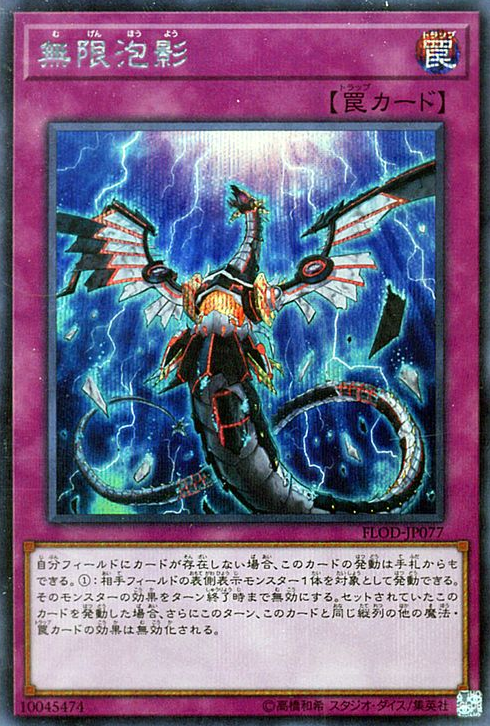 無限泡影
罠
【罠カード】
FLOD-JP077
自分フィールドにカードが存在しない場合、このカードの発動は手札からも
できる。①：相手フィールドの表側表示モンスター1体を対象として発動できる。
そのモンスターの効果をターン終了時まで無効にする。セットされていたこの
カードを発動した場合、さらにこのターン、このカードと同じ縦列の他の魔法・
罠カードの効果は無効化される。
10045474
©高橋和希 スタジオ・ダイス/集英社